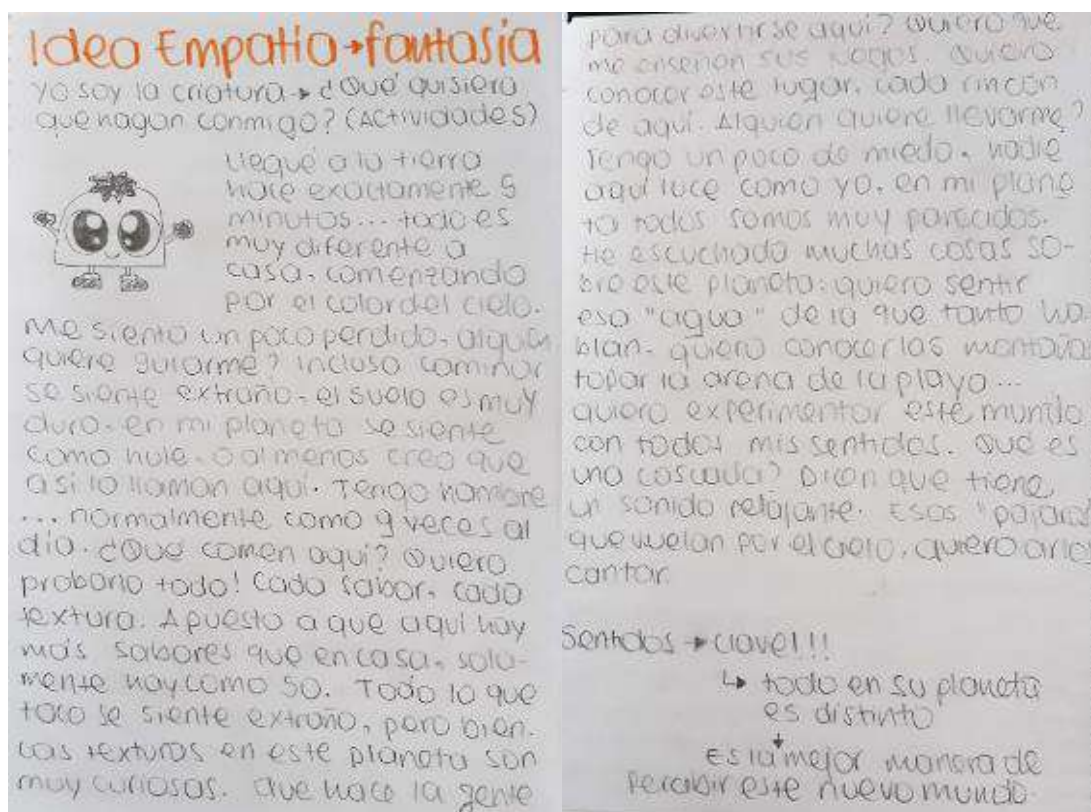 Idea Empatía→fantasía
Yo soy la criatura→ ¿Qué quisiera
que hagan conmigo? (Actividades)
Llegué a la tierra
hace exactamente 5
minutos... todo es
muy diferente a
casa, comenzando
por el color del cielo.
Me siento un poco perdido, alguien
quiere guiarme? Incluso caminar
se siente extraño, el suelo es muy
duro, en mi planeta se siente
como hule, o al menos creo que
así lo llaman aquí. Tengo hambre
... normalmente como 9 veces al
día. ¿Qué comen aquí? Quiero
probarlo todo! Cada sabor, cada
textura. Apuesto a que aquí hay
más sabores que en casa, sola-
mente hay como 50. Todo lo que
toco se siente extraño, pero bien.
Las texturas en este planeta son
muy curiosas. Que hace la gente
para divertirse aquí? Quiero que
me enseñen sus juegos. Quiero
conocer este lugar, cada rincón
de aquí. Alguien quiere llevarme?
Tengo un poco de miedo, nadie
aquí luce como yo, en mi plane
ta todos somos muy parecidos.
He escuchado muchas cosas so-
bre este planeta: quiero sentir
esa "agua" de la que tanto ha
blan, quiero conocer las montañas
topar la arena de la playa...
quiero experimentar este mundo
con todos mis sentidos. Qué es
una cascada? Dicen que tiene
un sonido relajante. Esos "pájaros
que vuelan por el cielo, quiero oirles
cantar.
Sentidos → clave!!!
↳ todo en su planeta
es distinto
↓
Es la mejor manera de
percibir este nuevo mundo.